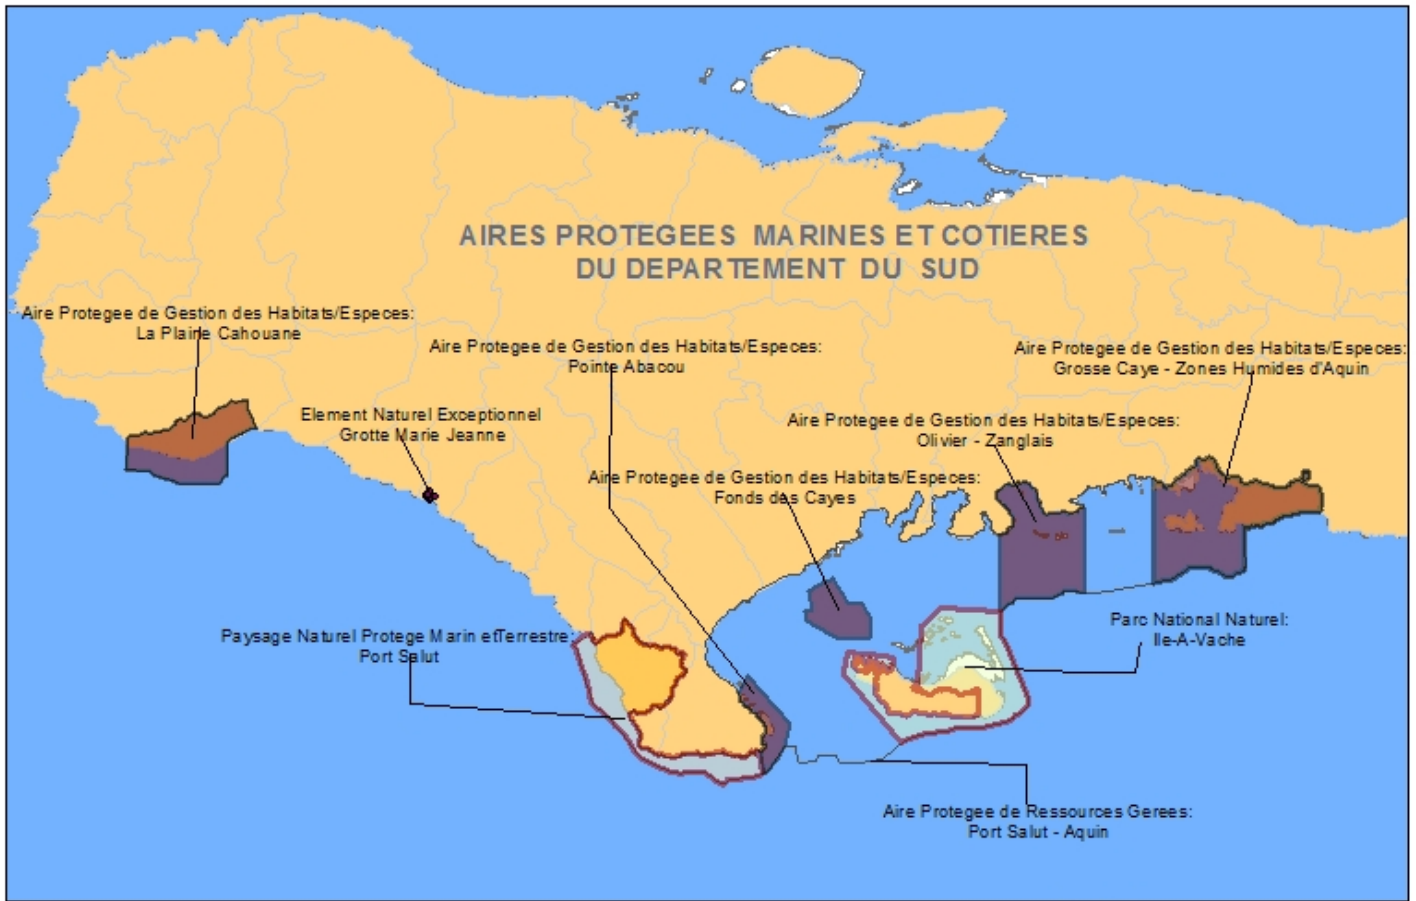 AIRES PROTEGEES MARINES ET COTIERES
DU DEPARTEMENT DU SUD
Aire Protegee de Gestion des Habitats/Especes:
La Plaine Cahouane
Aire Protegee de Gestion des Habitats/Especes:
Pointe Abacou
Aire Protegee de Gestion des Habitats/Especes:
Grosse Caye - Zones Humides d'Aquin
Element Naturel Exceptionnel
Grotte Marie Jeanne
Aire Protegee de Gestion des Habitats/Especes:
Olivier - Zanglais
Aire Protegee de Gestion des Habitats/Especes:
Fonds des Cayes
Paysage Naturel Protege Marin et Terrestre:
Port Salut
Parc National Naturel:
Ile-A-Vache
Aire Protegee de Ressources Gerees:
Port Salut - Aquin